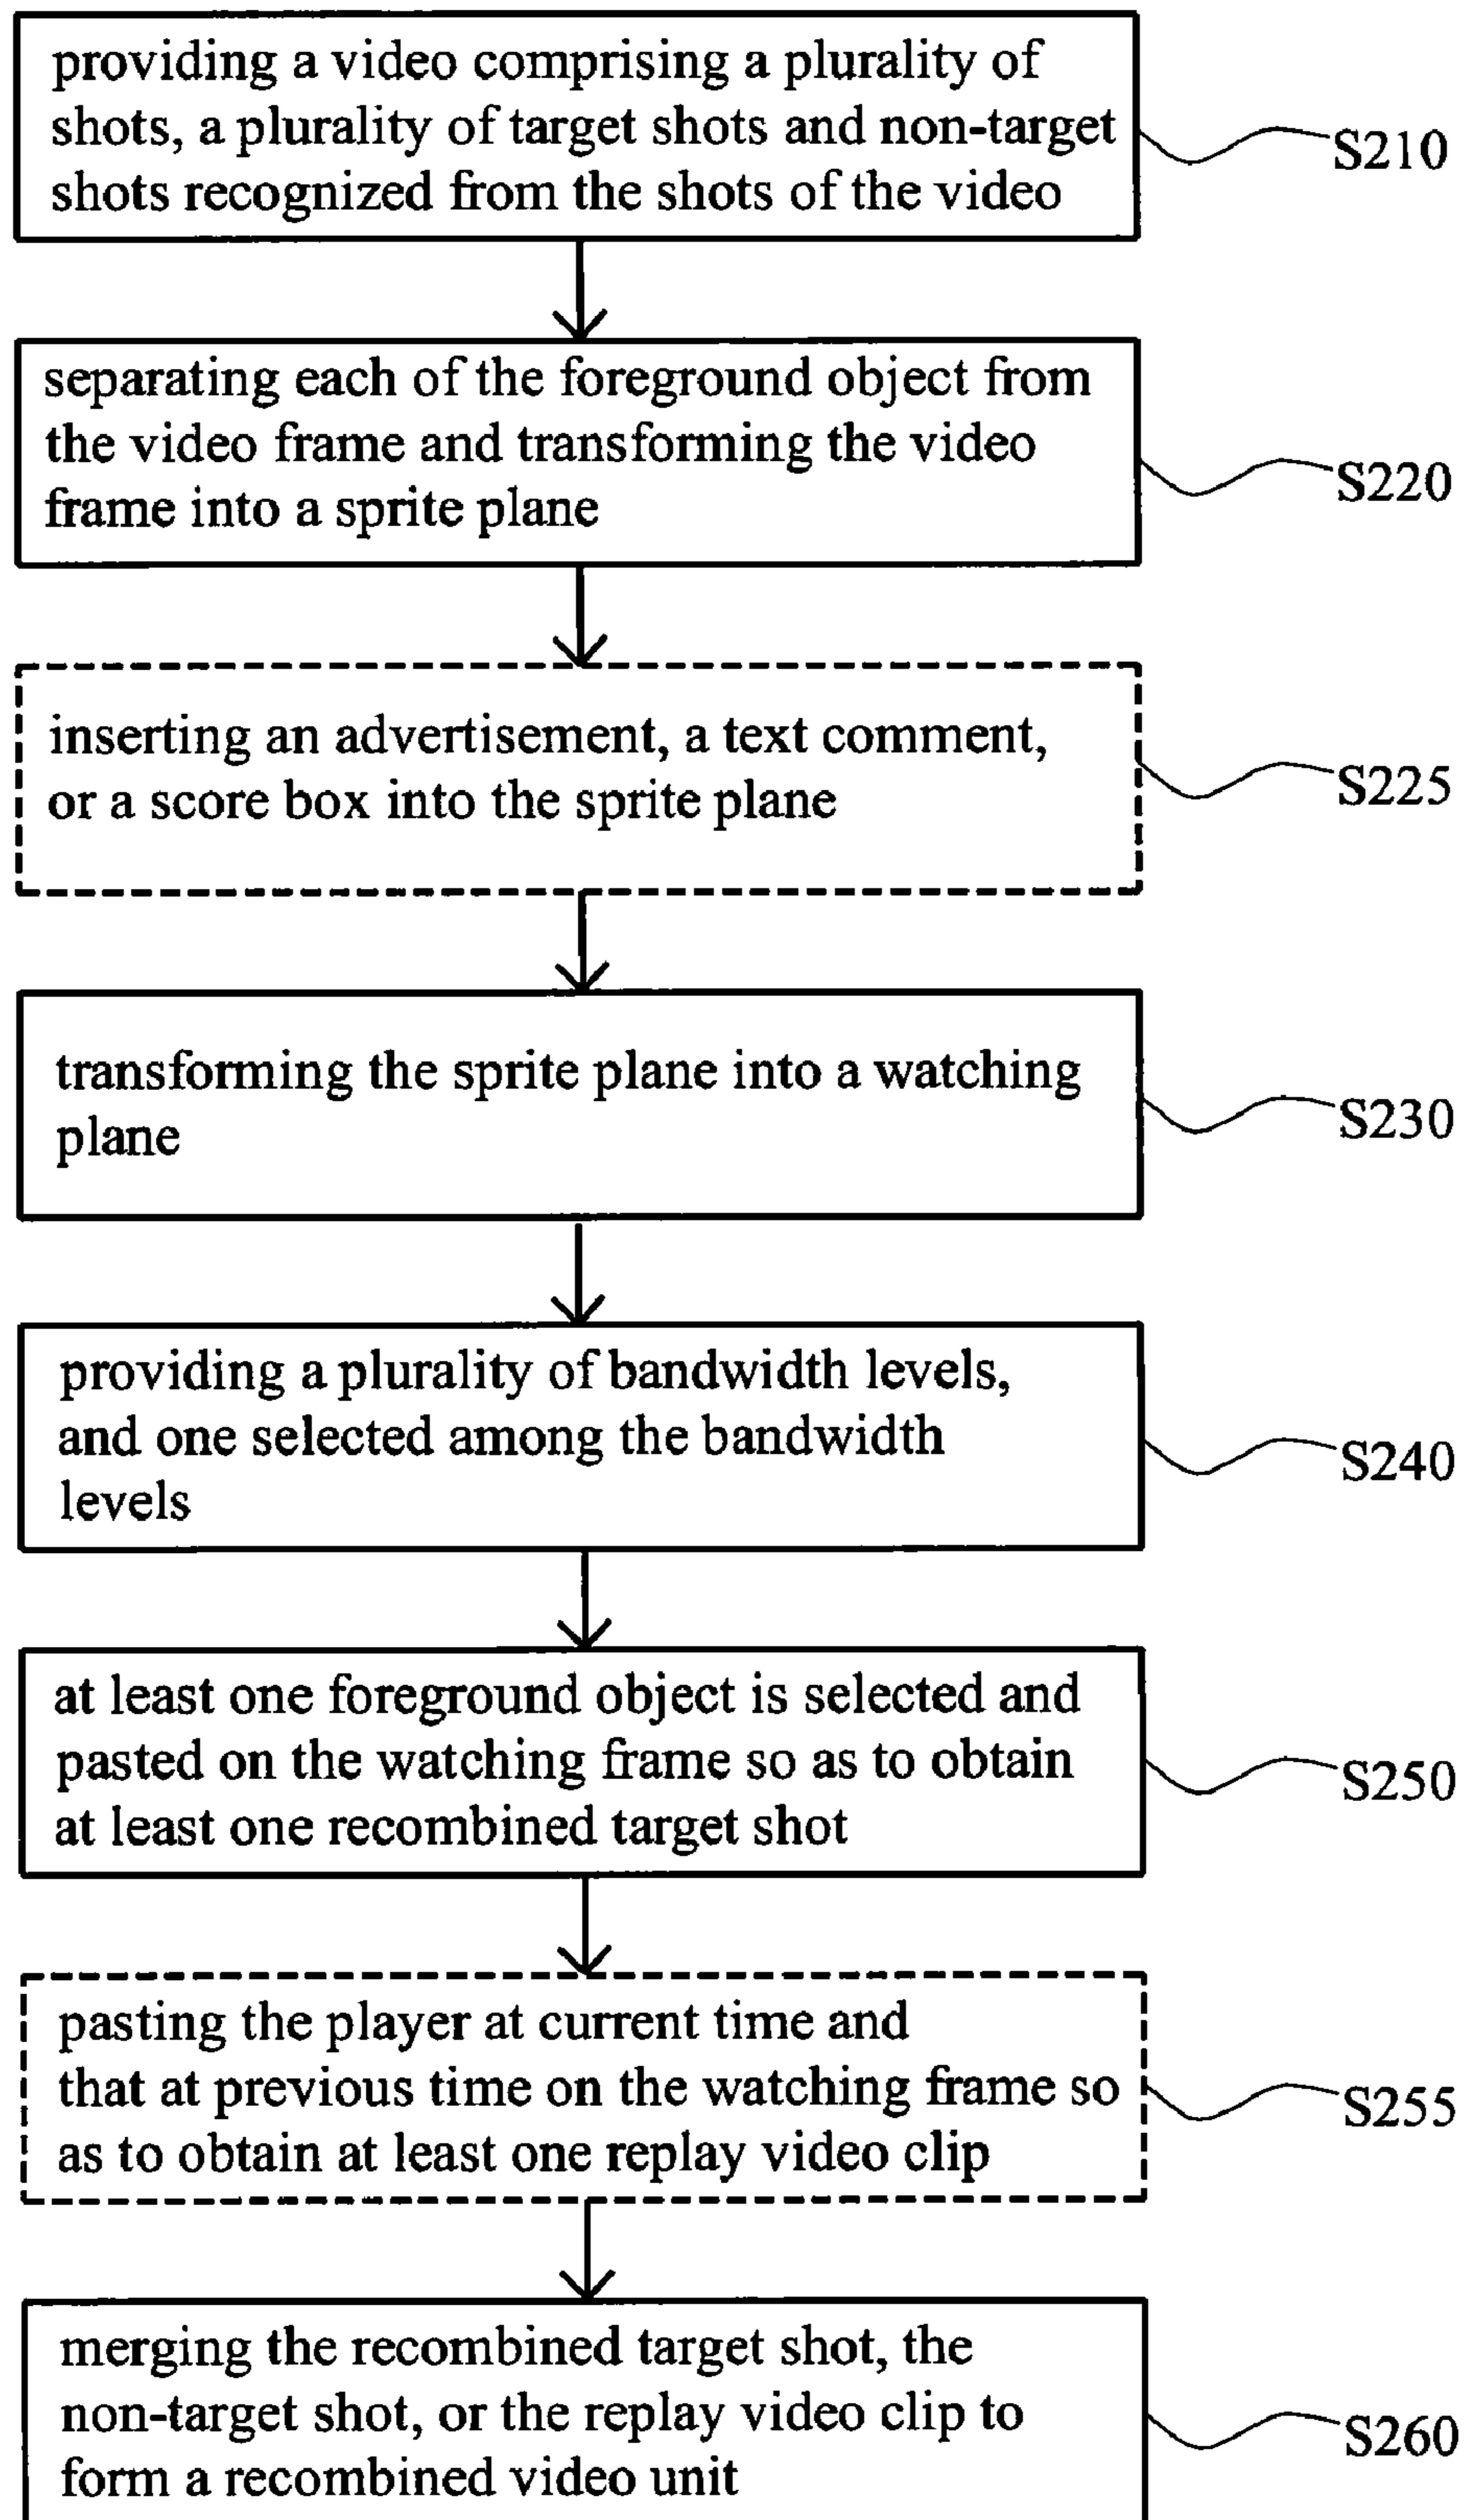 providing a video comprising a plurality of
shots, a plurality of target shots and non-target
shots recognized from the shots of the video
S210
separating each of the foreground object from
the video frame and transforming the video
frame into a sprite plane
S220
inserting an advertisement, a text comment,
or a score box into the sprite plane
S225
transforming the sprite plane into a watching
plane
S230
providing a plurality of bandwidth levels,
and one selected among the bandwidth
levels
S240
at least one foreground object is selected and
pasted on the watching frame so as to obtain
at least one recombined target shot
S250
pasting the player at current time and
that at previous time on the watching frame so
as to obtain at least one replay video clip
S255
merging the recombined target shot, the
non-target shot, or the replay video clip to
form a recombined video unit
S260